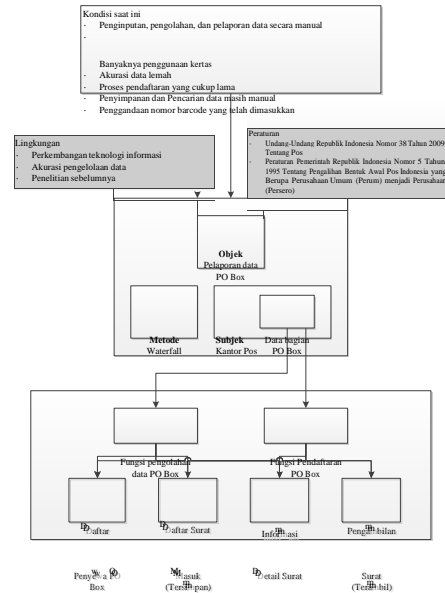 Kondisi saat ini
- Penginputan, pengolahan, dan pelaporan data secara manual
-
Banyaknya penggunaan kertas
- Akurasi data lemah
- Proses pendaftaran yang cukup lama
- Penyimpanan dan Pencarian data masih manual
- Penggandaan nomor barcode yang telah dimasukkan
Lingkungan
- Perkembangan teknologi informasi
- Akurasi pengelolaan data
- Penelitian sebelumnya
Peraturan
- Undang-Undang Republik Indonesia Nomor 38 Tahun 2009
Tentang Pos
- Peraturan Pemerintah Republik Indonesia Nomor 5 Tahun
1995 Tentang Pengalihan Bentuk Awal Pos Indonesia yang
Berupa Perusahaan Umum (Perum) menjadi Perusahaan
(Persero)
Objek
Pelaporan data
PO Box
Metode
Waterfall
Subjek
Kantor Pos
Data bagian
PO Box
Fungsi pengolahan
data PO Box
Fungsi Pendaftaran
PO Box
Daftar
Daftar Surat
Informasi
Pengambilan
Penyewa PO
Box
Masuk
(Tersimpan)
Detail Surat
Surat
(Terambil)